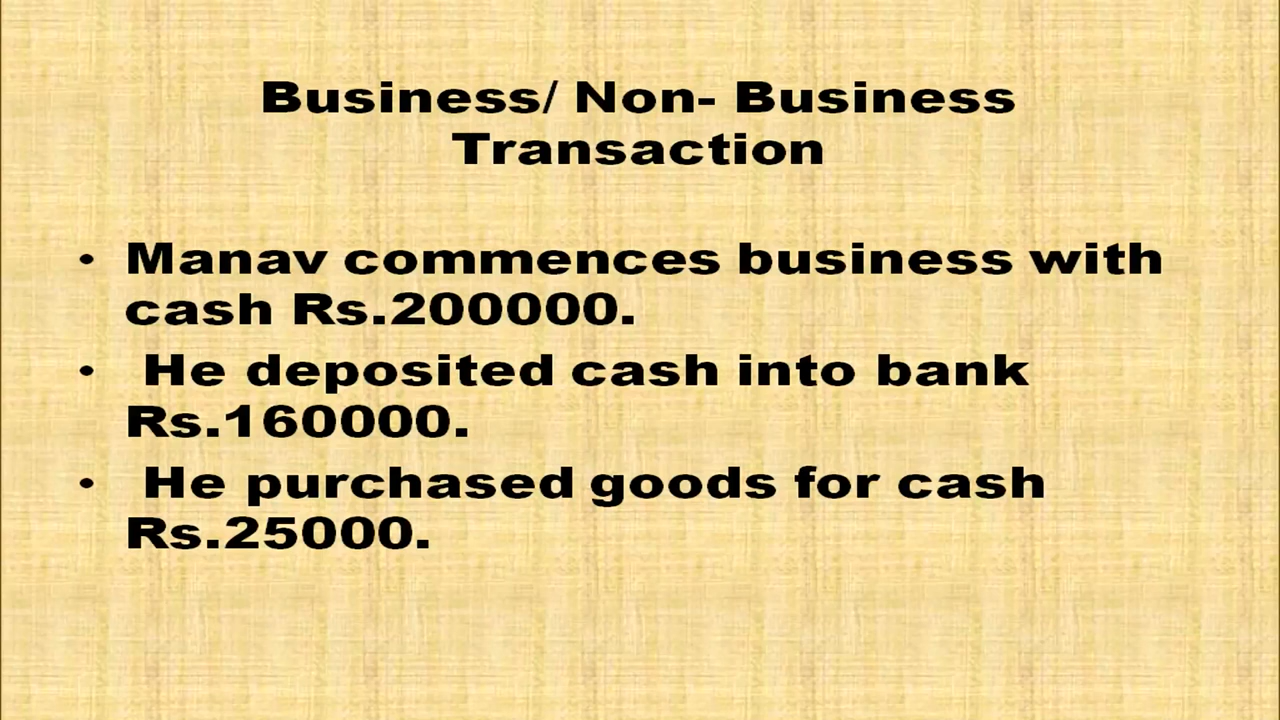 Business/ Non- Business
Transaction
• Manav commences business with
cash Rs.200000.
• He deposited cash into bank
Rs.160000.
• He purchased goods for cash
Rs.25000.